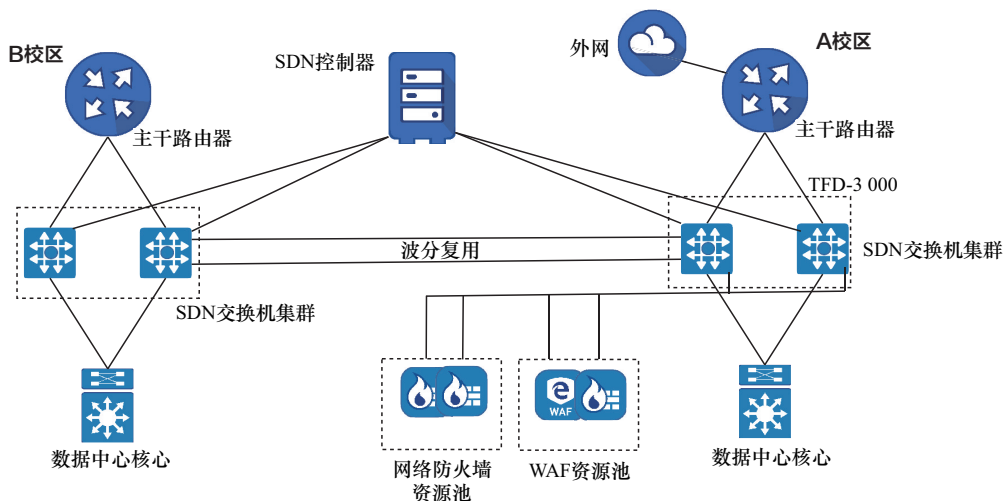 B校区
SDN控制器
外网
A校区
主干路由器
主干路由器
TFD-3 000
波分复用
SDN交换机集群
SDN交换机集群
WAF
数据中心核心
网络防火墙
资源池
WAF资源池
数据中心核心